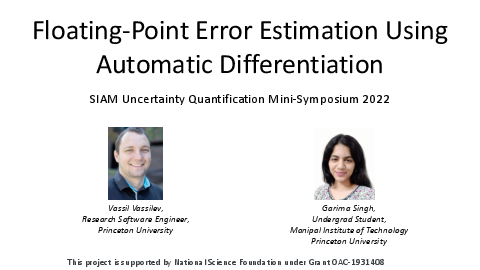 Floating-Point Error Estimation Using
Automatic Differentiation
SIAM Uncertainty Quantification Mini-Symposium 2022
Vassil Vassilev,
Research Software Engineer,
Princeton University
Garima Singh,
Undergrad Student,
Manipal Institute of Technology
Princeton University
This project is supported by National Science Foundation under Grant OAC-1931408